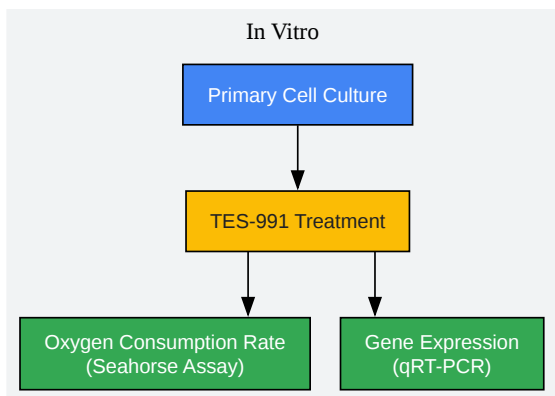 In Vitro
Primary Cell Culture
TES-991 Treatment
Oxygen Consumption Rate
(Seahorse Assay)
Gene Expression
(qRT-PCR)